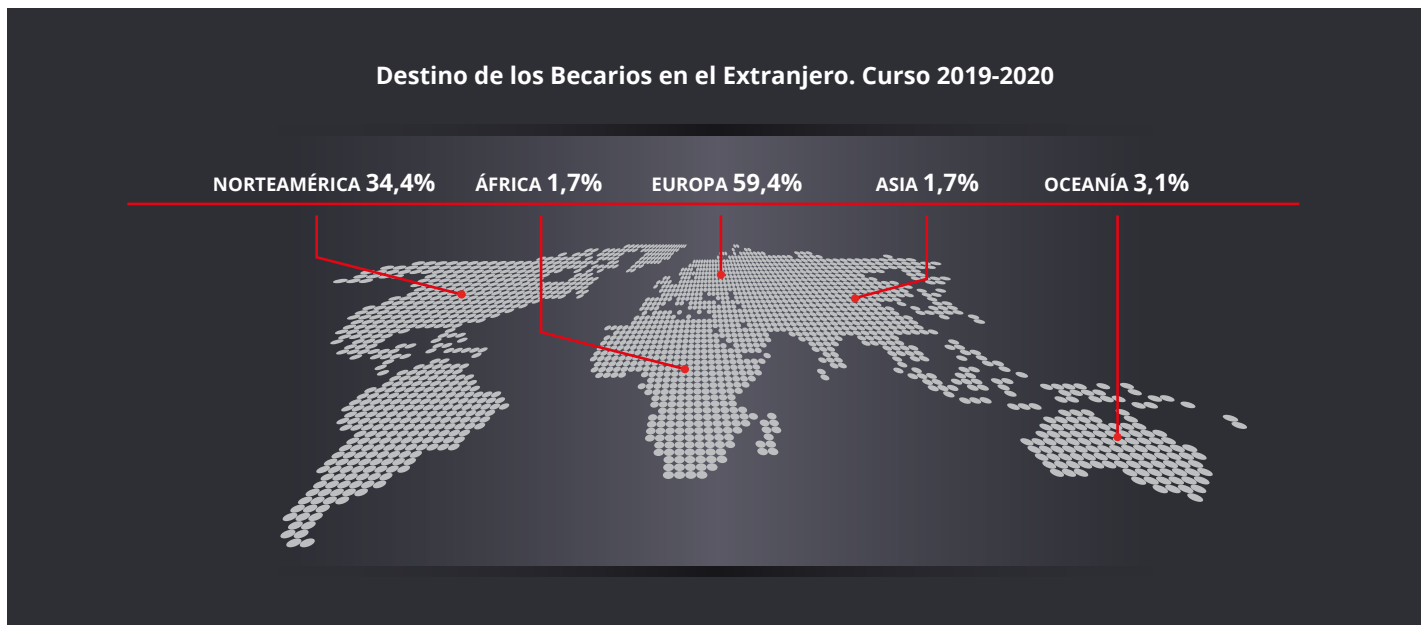 Destino de los Becarios en el Extranjero. Curso 2019-2020
NORTEAMÉRICA 34,4% ÁFRICA 1,7% EUROPA 59,4% ASIA 1,7% OCEANÍA 3,1%